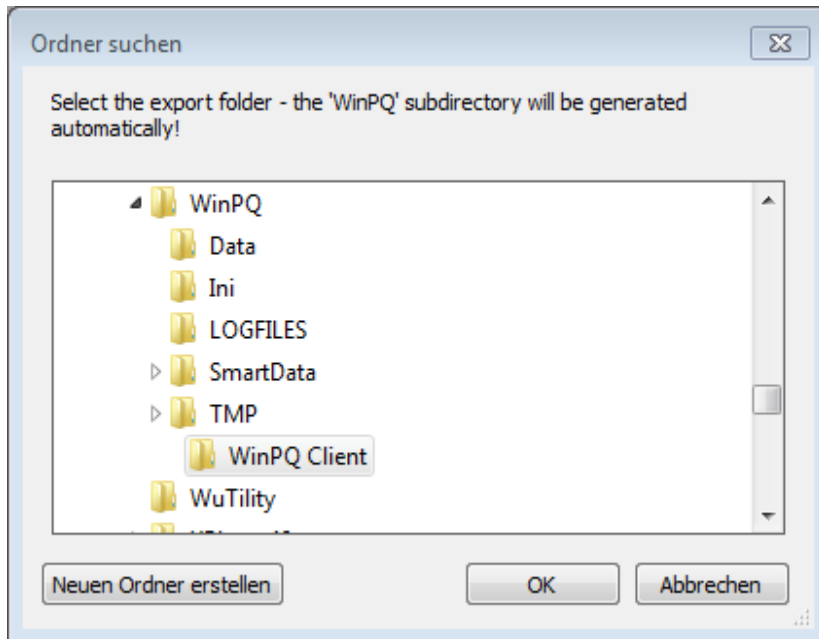 Ordner suchen
Select the export folder - the 'WinPQ' subdirectory will be generated
automatically!
WinPQ
Data
Ini
LOGFILES
SmartData
TMP
WinPQ Client
WuTility
Neuen Ordner erstellen OK Abbrechen